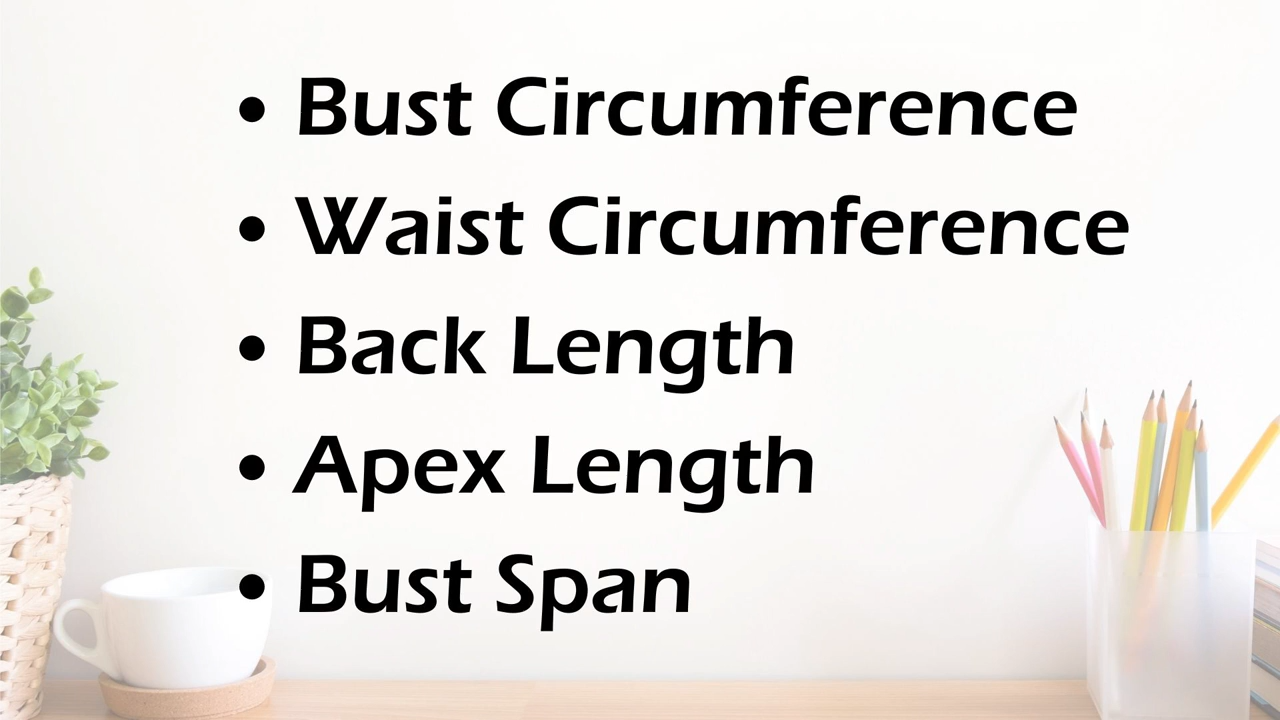 • Bust Circumference
• Waist Circumference
• Back Length
• Apex Length
• Bust Span